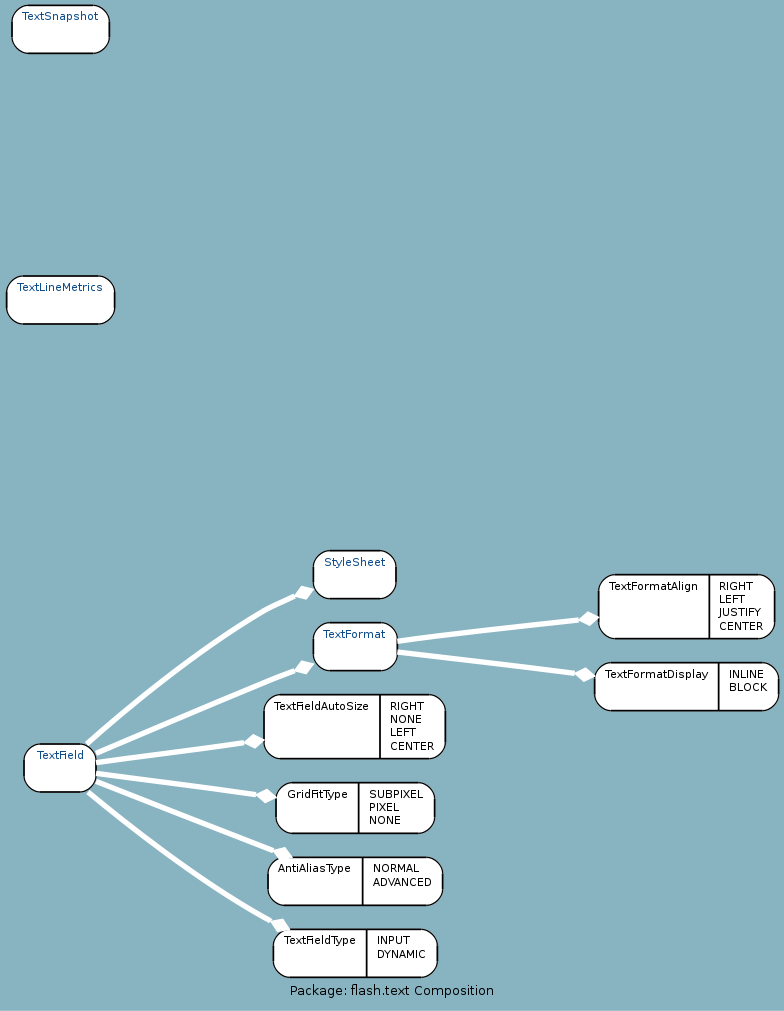 TextSnapshot
TextLineMetrics
StyleSheet
TextFormat
TextFormatAlign
RIGHT
LEFT
JUSTIFY
CENTER
TextFormatDisplay
INLINE
BLOCK
TextFieldAutoSize
RIGHT
NONE
LEFT
CENTER
TextField
GridFitType
SUBPIXEL
PIXEL
NONE
AntiAliasType
NORMAL
ADVANCED
TextFieldType
INPUT
DYNAMIC
Package: flash.text Composition